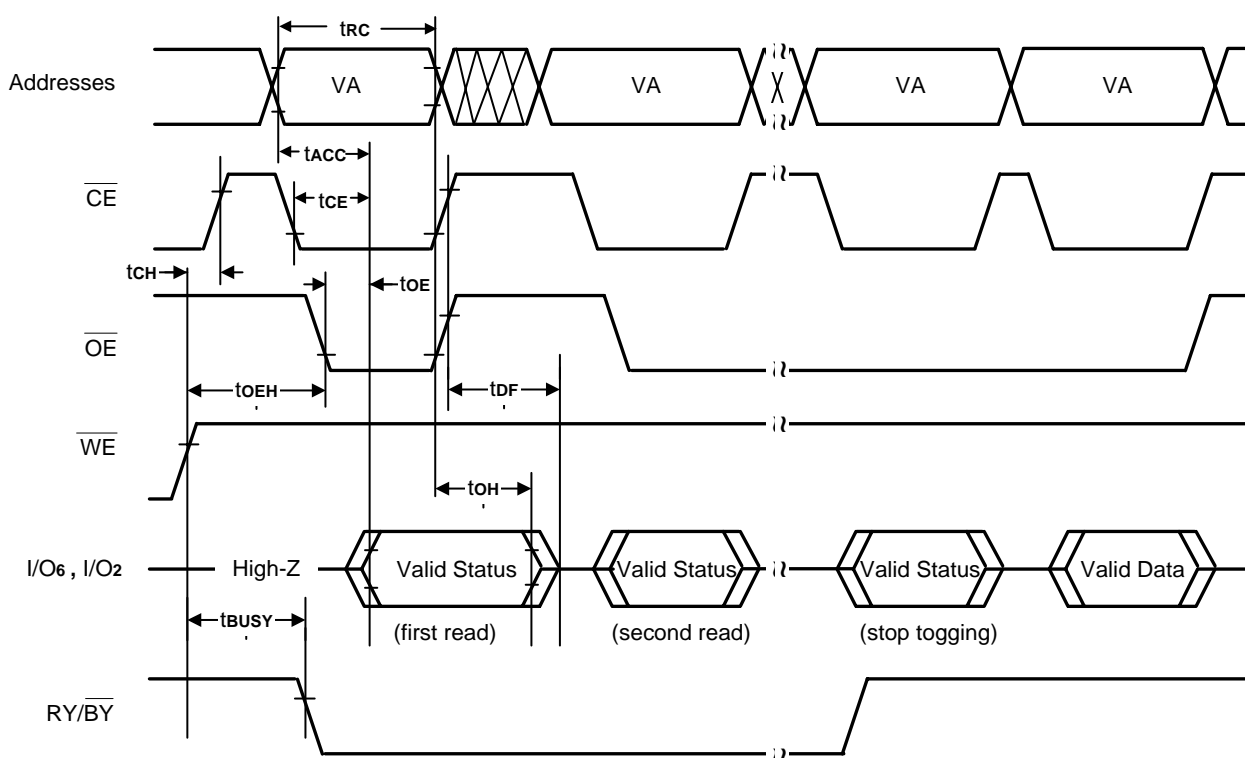 tRC
Addresses VA VA VA VA
tACC
CE tCE
tCH tOE
OE
tOEH tDF
WE
tOH
I/O6 , I/O2 High-Z Valid Status Valid Status Valid Status Valid Data
(first read) (second read) (stop togging)
tBUSY
RY/BY